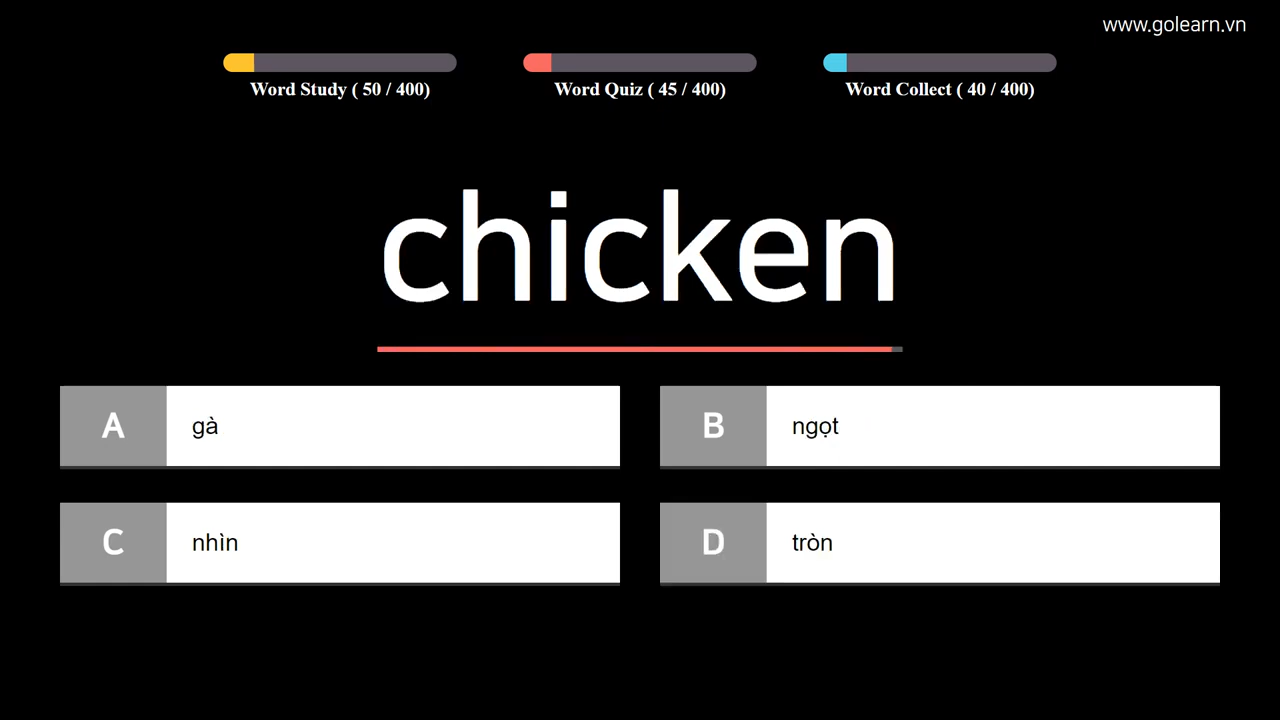 www.golearn.vn
Word Study ( 50 / 400)
Word Quiz ( 45 / 400)
Word Collect ( 40 / 400)
chicken
A gà
B ngọt
C nhìn
D tròn